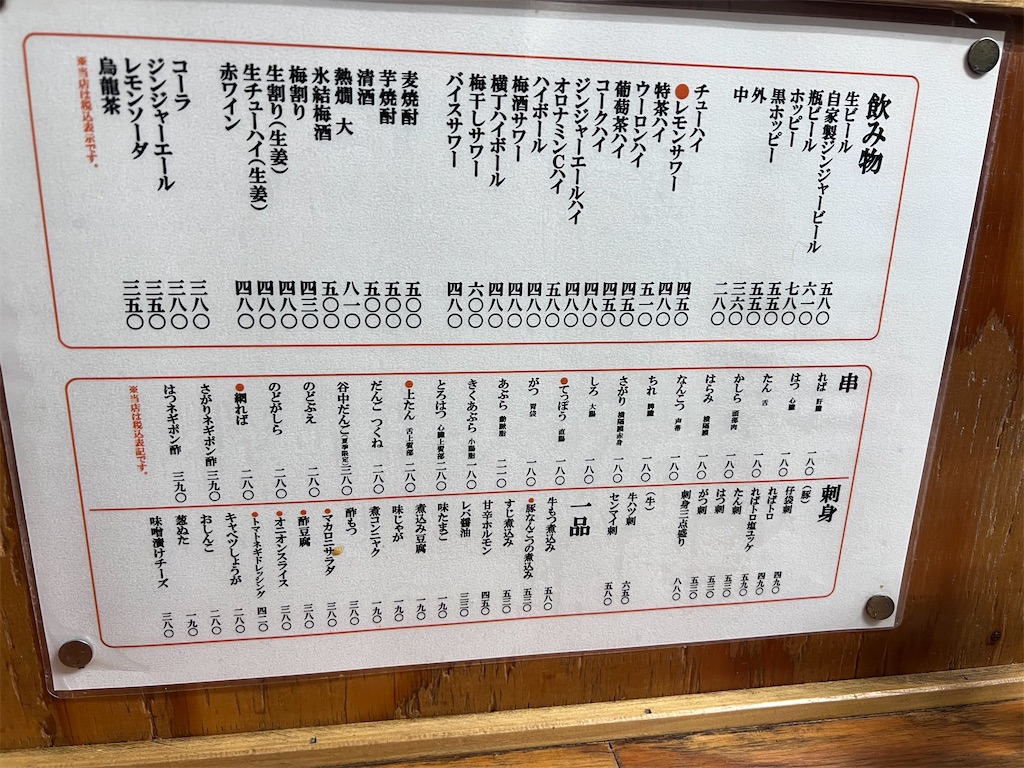 飲み物
生ビール 五八〇
自家製ジンジャービール 六一〇
瓶ビール 七八〇
ホッピー 五五〇
黒ホッピー 五五〇
外 三六〇
中 二八〇
チューハイ 四五〇
●レモンサワー
特茶ハイ 五一〇
ウーロンハイ 四五〇
葡萄茶ハイ 四五〇
コークハイ 四八〇
ジンジャーエールハイ 四八〇
オロナミンCハイ 五八〇
ハイボール 四八〇
梅酒サワー 四八〇
横丁ハイボール 四八〇
梅干しサワー 六〇〇
バイスサワー 四八〇
麦焼酎 五〇〇
芋焼酎 五〇〇
清酒 五〇〇
熱燗 大 八一〇
氷結梅酒 五〇〇
梅割り 四三〇
生割り(生姜) 四八〇
生チューハイ(生姜) 四八〇
赤ワイン 四八〇
コーラ 三八〇
ジンジャーエール 三八〇
レモンソーダ 三五〇
烏龍茶 三五〇
※当店は税込表示です。
串
れば 肝臓 一八〇
はつ 心臓 一八〇
たん 舌 一八〇
かしら 頭部肉 一八〇
はらみ 横隔膜 一八〇
なんこつ 声帯 一八〇
ちれ 脾臓 一八〇
さがり 横隔膜赤身 一八〇
しろ 大腸 一八〇
●てっぽう 直腸 一八〇
がつ 胃袋 一八〇
あぶら 二一〇
きくあぶら 小腸脂 一八〇
とろはつ 心臓上質部 二八〇
●上たん 舌上質部 二八〇
だんご つくね 二八〇
谷中だんご(夏季限定) 三八〇
のどぶえ 二八〇
のどがしら 二八〇
●網れば 二八〇
さがりネギポン酢 三九〇
はつネギポン酢 三九〇
※当店は税込表記です。
刺身
(豚)
仔袋刺 四九〇
ればトロ 四九〇
ればトロ塩ユッケ 五九〇
たん刺 五三〇
はつ刺 五三〇
がつ刺 五三〇
刺身三点盛り 八八〇
(牛)
牛ハツ刺 六五〇
センマイ刺 五八〇
一品
牛もつ煮込み 五八〇
●豚なんこつの煮込み 五三〇
すじ煮込み 五三〇
甘辛ホルモン 四五〇
レバ醤油 三三〇
味たまご 一九〇
煮込み豆腐 一九〇
味じゃが 一九〇
煮コンニャク 一九〇
酢もつ 三八〇
●マカロニサラダ 三八〇
●酢豆腐 三八〇
●オニオンスライス 三八〇
●トマトネギドレッシング 四二〇
キャベツしょうが 二八〇
おしんこ 二八〇
葱ぬた 一九〇
味噌漬けチーズ 三八〇